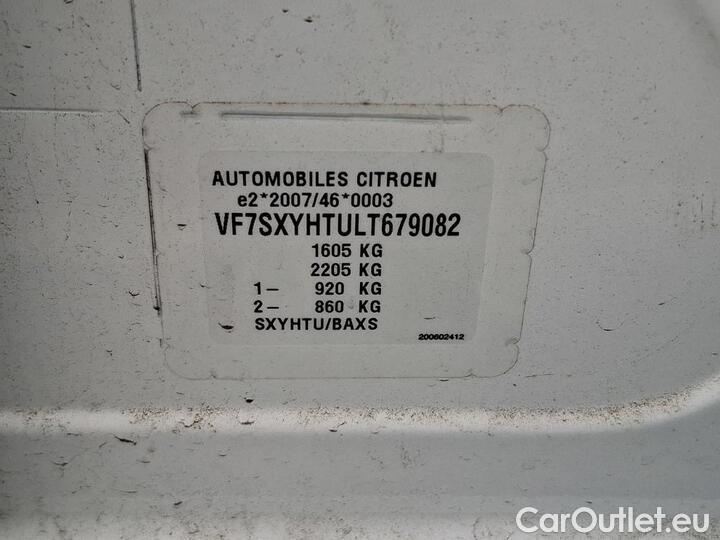 AUTOMOBILES CITROEN
e2*2007/46*0003
VF7SXYHTULT679082
1605 KG
2205 KG
1- 920 KG
2- 860 KG
SXYHTU/BAXS
200602412
CarOutlet.eu